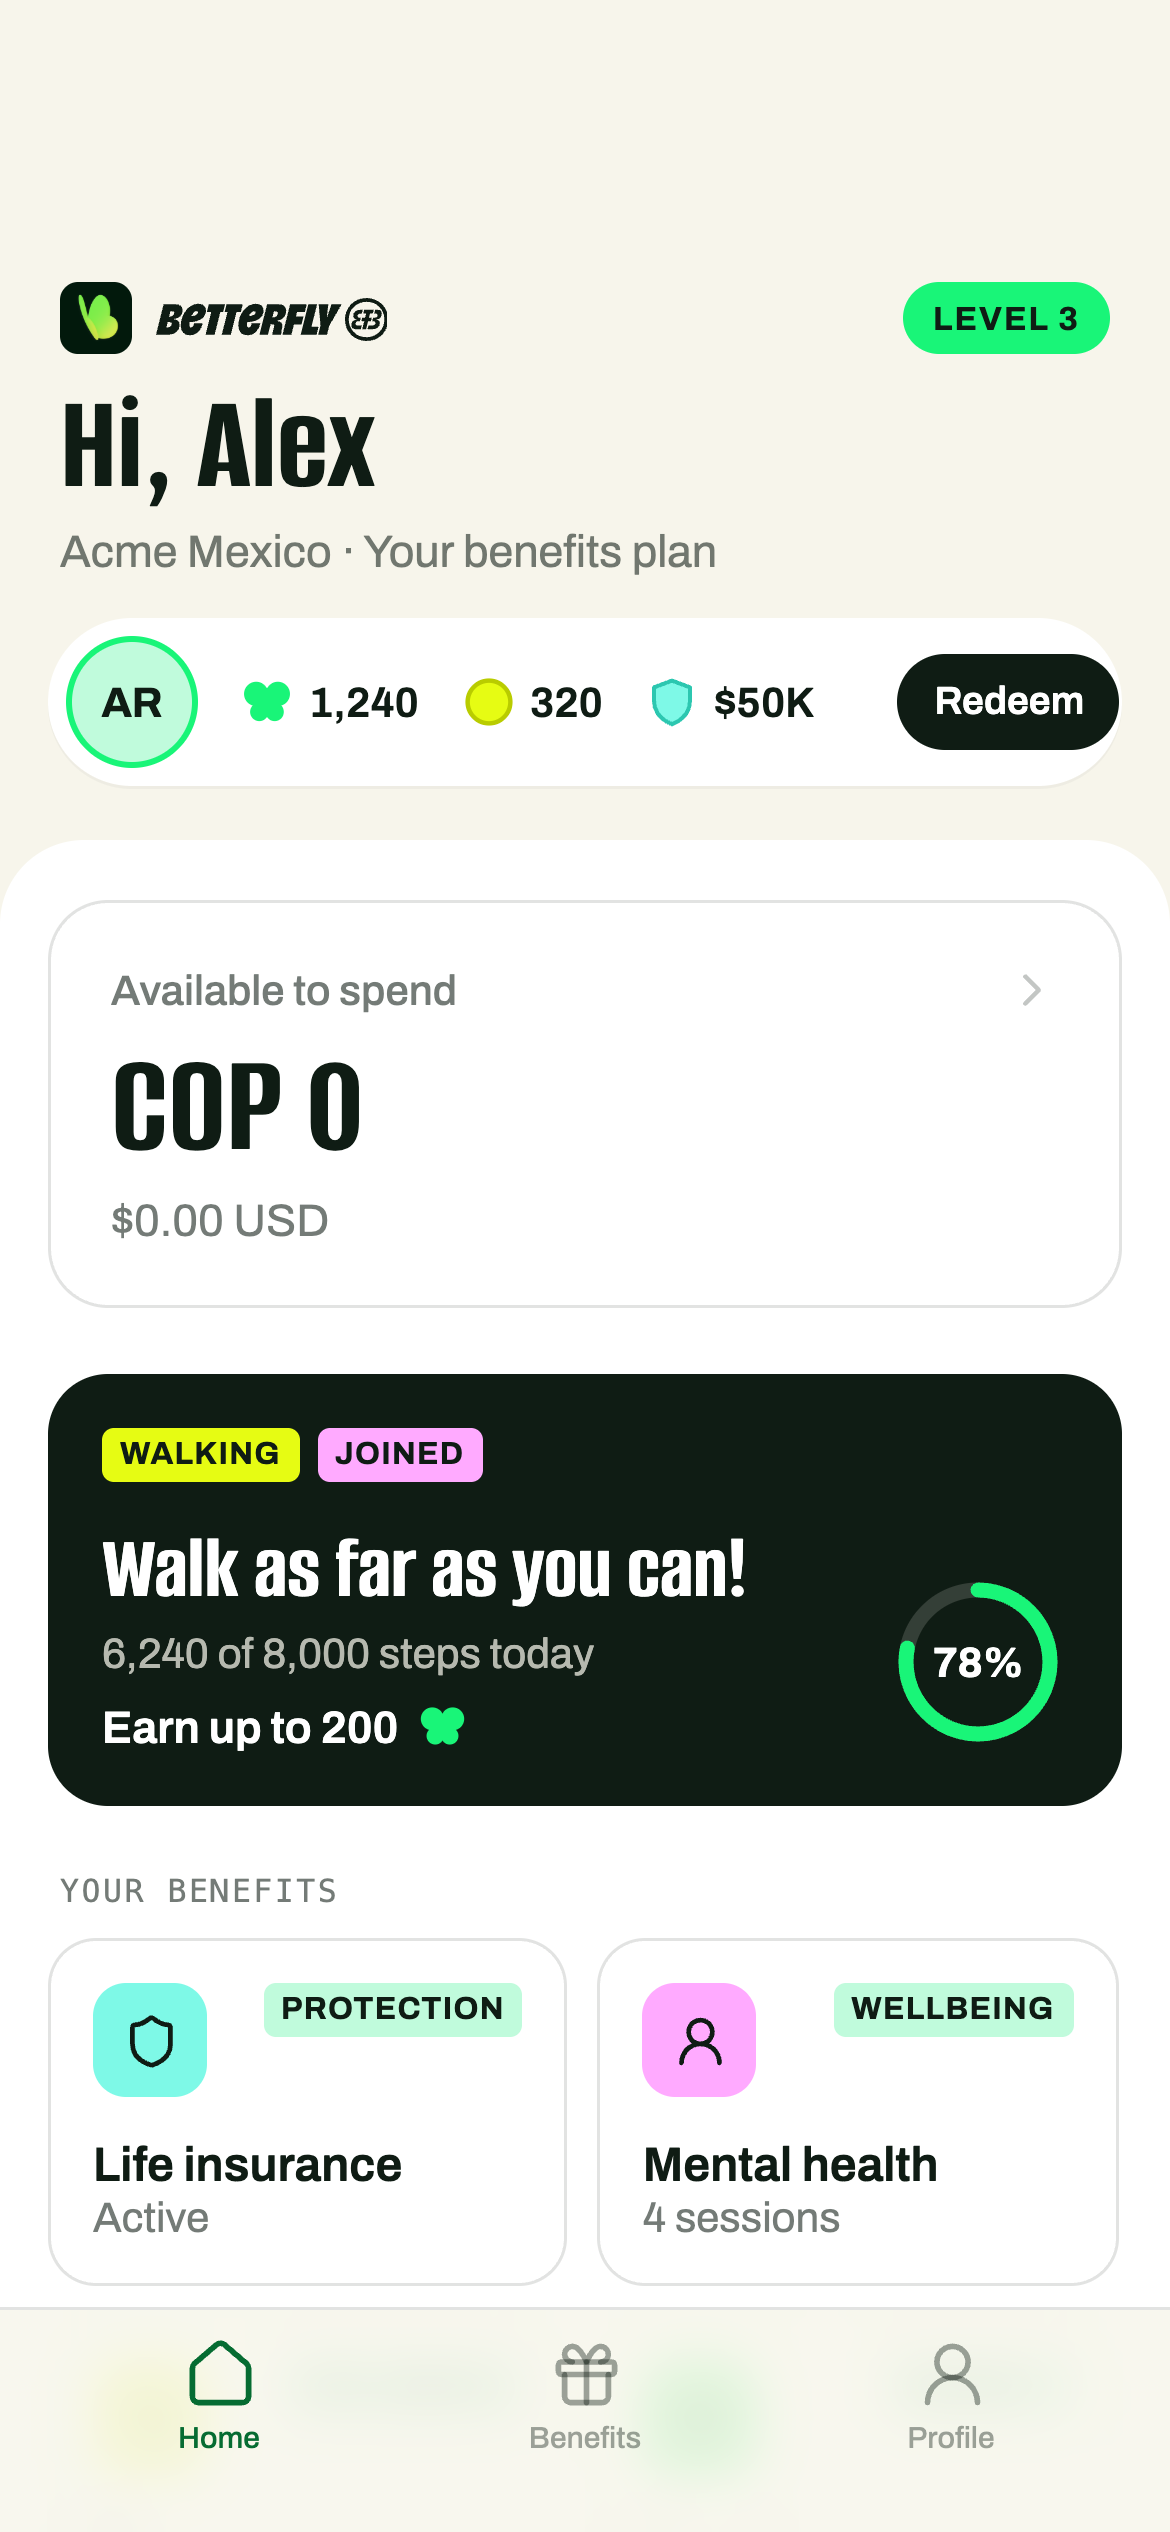 BETTERFLY
LEVEL 3
Hi, Alex
Acme Mexico · Your benefits plan
AR 1,240 320 $50K Redeem
Available to spend
COP 0
$0.00 USD
WALKING JOINED
Walk as far as you can!
6,240 of 8,000 steps today
Earn up to 200
78%
YOUR BENEFITS
PROTECTION
Life insurance
Active
WELLBEING
Mental health
4 sessions
Home Benefits Profile